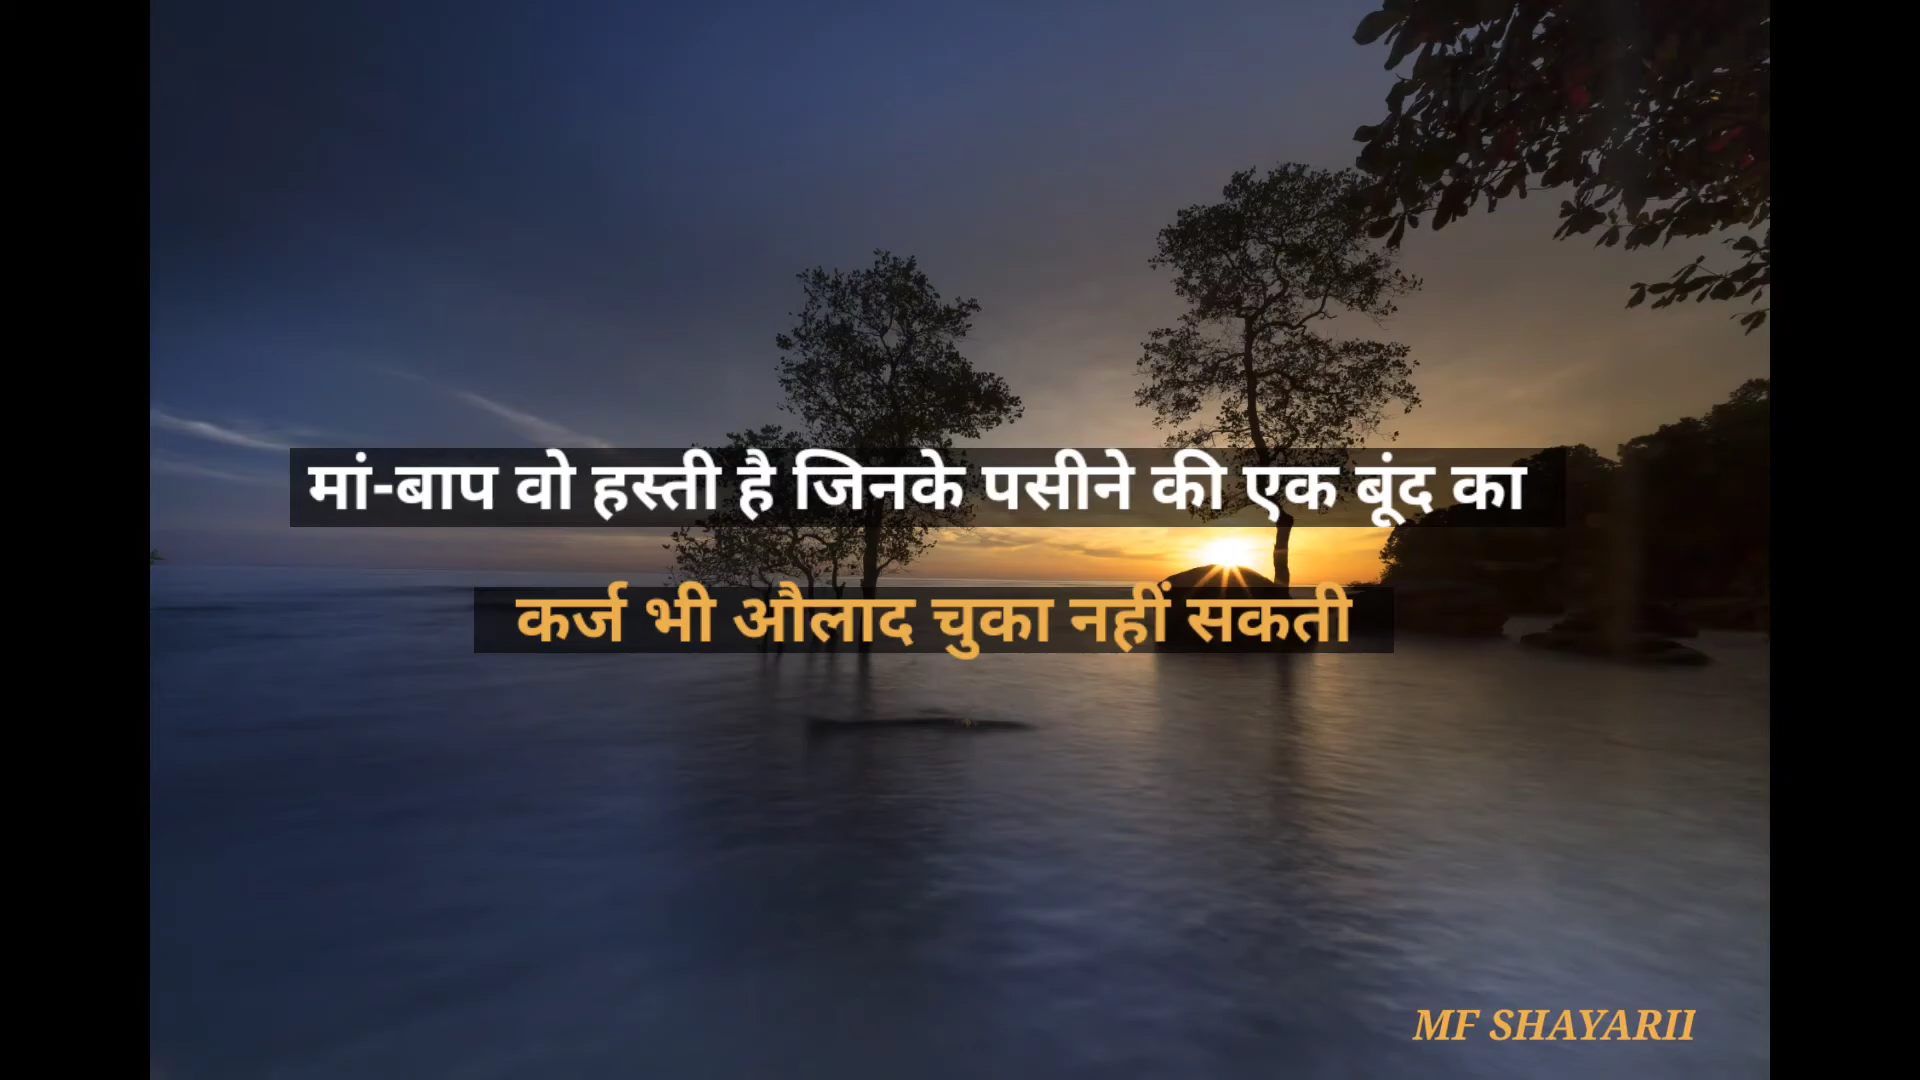 मां-बाप वो हस्ती है जिनके पसीने की एक बूंद का
कर्ज भी औलाद चुका नहीं सकती
MF SHAYARII